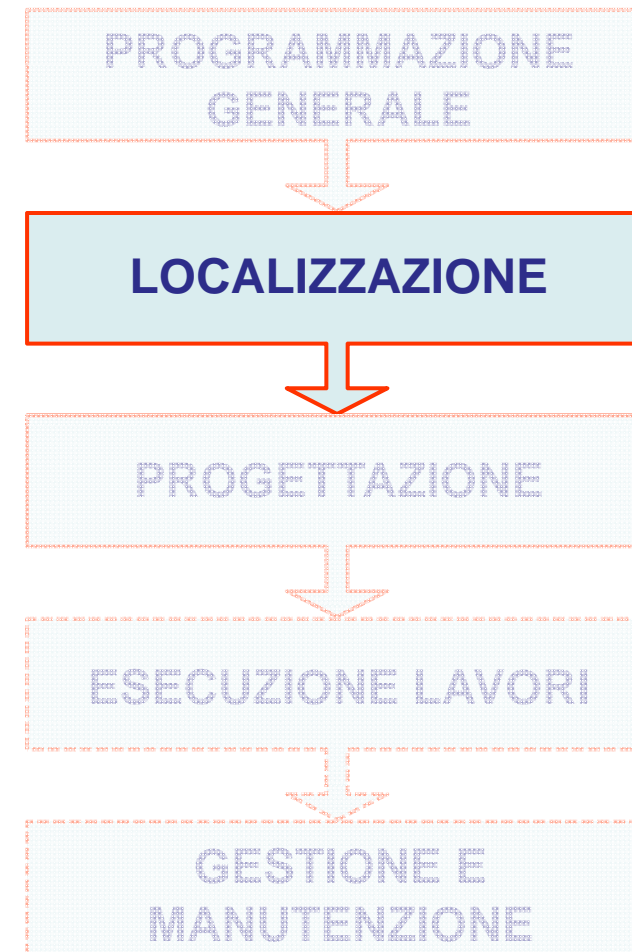 PROGRAMMAZIONE
GENERALE
LOCALIZZAZIONE
PROGETTAZIONE
ESECUZIONE LAVORI
GESTIONE E
MANUTENZIONE